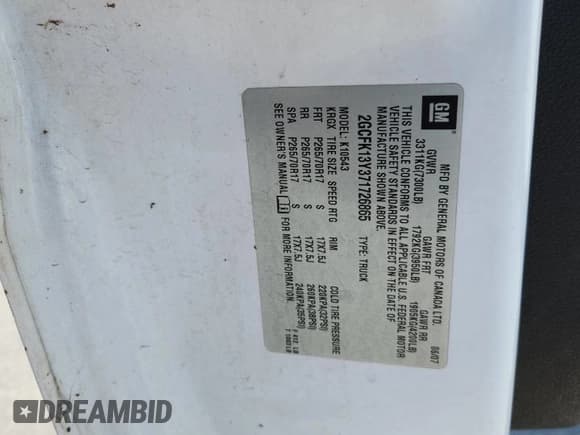 GM
MFD BY GENERAL MOTORS OF CANADA LTD. 06/07
GVWR GAWR FRT GAWR RR
3311KG(7300LB) 1792KG(3950LB) 1905KG(4200LB)
THIS VEHICLE CONFORMS TO ALL APPLICABLE U.S. FEDERAL MOTOR
VEHICLE SAFETY STANDARDS IN EFFECT ON THE DATE OF
MANUFACTURE SHOWN ABOVE.
2GCFK13Y371726865 TYPE: TRUCK
MODEL: K10543
KRGX TIRE SIZE SPEED RTG RIM COLD TIRE PRESSURE
FRT P265/70R17 S 17X7.5J 220KPA(32PSI)
RR P265/70R17 S 17X7.5J 260KPA(38PSI)
SPA P265/70R17 S 17X7.5J 240KPA(35PSI)
SEE OWNER'S MANUAL FOR MORE INFORMATION.
DREAMBID